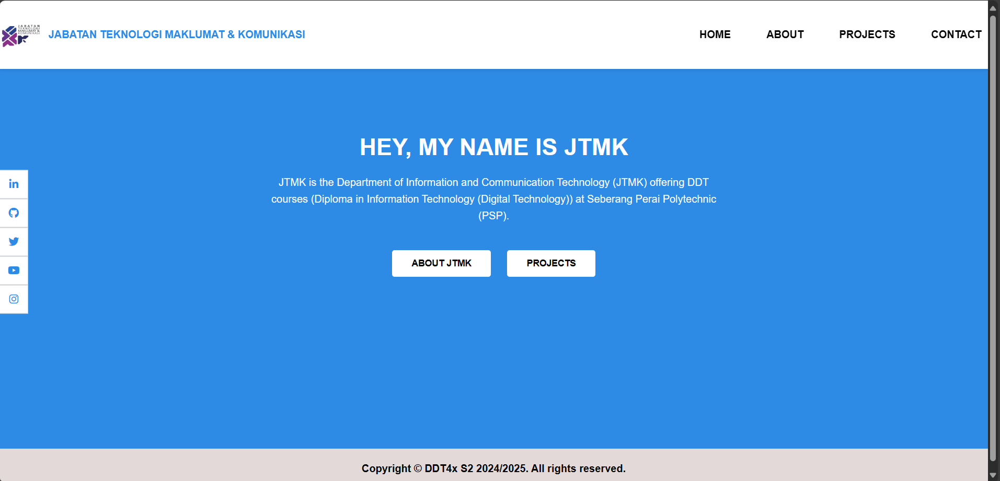 JABATAN
TEKNOLOGI
MAKLUMAT &
KOMUNIKASI
JABATAN TEKNOLOGI MAKLUMAT & KOMUNIKASI
HOME
ABOUT
PROJECTS
CONTACT
HEY, MY NAME IS JTMK
JTMK is the Department of Information and Communication Technology (JTMK) offering DDT
courses (Diploma in Information Technology (Digital Technology)) at Seberang Perai Polytechnic
(PSP).
ABOUT JTMK
PROJECTS
in
Copyright © DDT4x S2 2024/2025. All rights reserved.